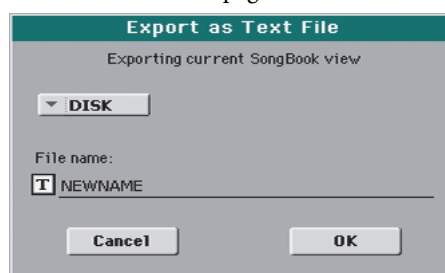 Export as Text File
Exporting current SongBook view
DISK
File name:
T NEWNAME
Cancel OK